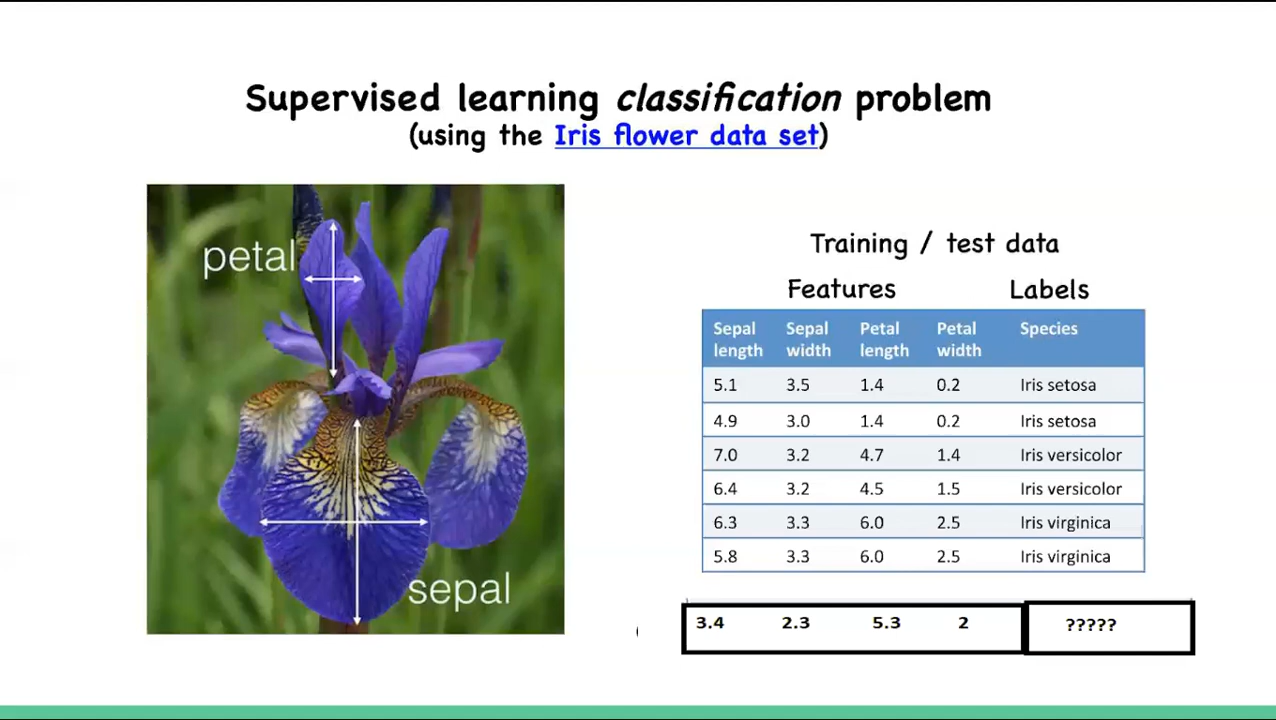 Supervised learning classification problem
(using the Iris flower data set)
petal
sepal
Training / test data
Features Labels
Sepal length Sepal width Petal length Petal width Species
5.1 3.5 1.4 0.2 Iris setosa
4.9 3.0 1.4 0.2 Iris setosa
7.0 3.2 4.7 1.4 Iris versicolor
6.4 3.2 4.5 1.5 Iris versicolor
6.3 3.3 6.0 2.5 Iris virginica
5.8 3.3 6.0 2.5 Iris virginica
3.4 2.3 5.3 2 ?????